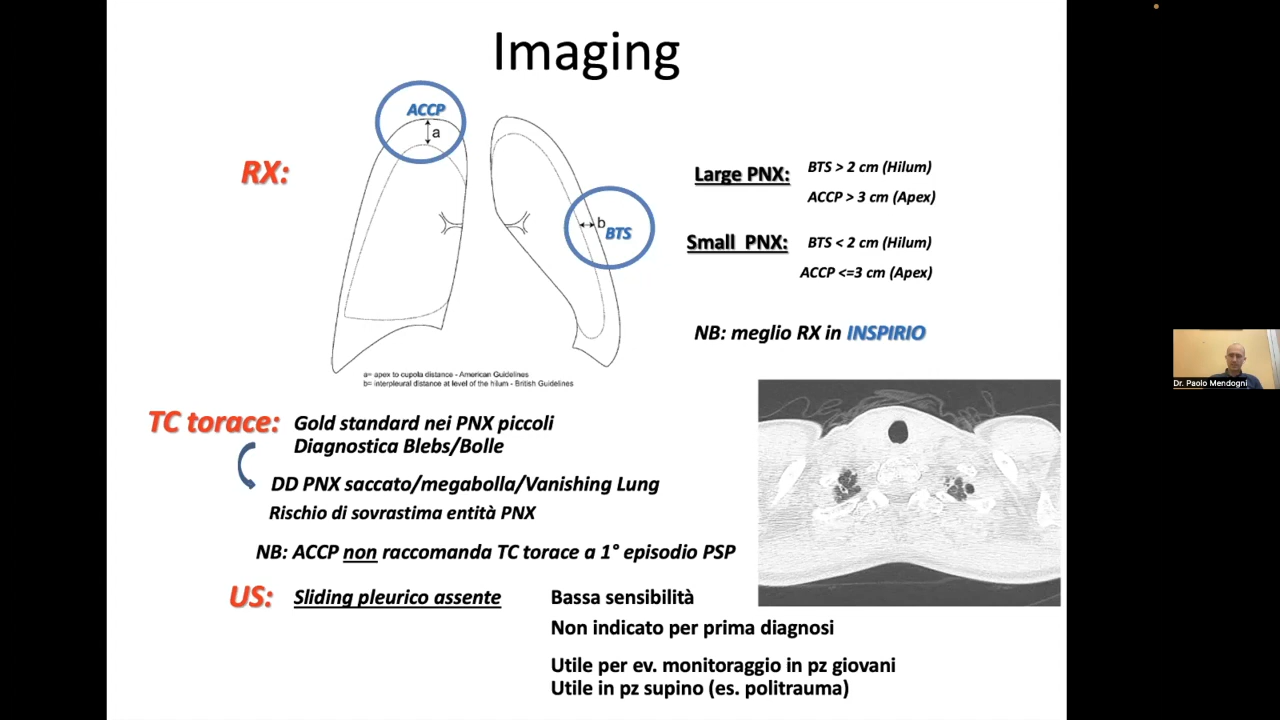 Imaging
ACCP
a
RX:
b
BTS
Large PNX:
BTS > 2 cm (Hilum)
ACCP > 3 cm (Apex)
Small PNX:
BTS < 2 cm (Hilum)
ACCP <=3 cm (Apex)
NB: meglio RX in INSPIRIO
a= apex to cupola distance - American Guidelines
b= interpleural distance at level of the hilum - British Guidelines
TC torace:
Gold standard nei PNX piccoli
Diagnostica Blebs/Bolle
DD PNX saccato/megabolla/Vanishing Lung
Rischio di sovrastima entità PNX
NB: ACCP non raccomanda TC torace a 1° episodio PSP
US:
Sliding pleurico assente
Bassa sensibilità
Non indicato per prima diagnosi
Utile per ev. monitoraggio in pz giovani
Utile in pz supino (es. politrauma)
Dr. Paolo Mendogni